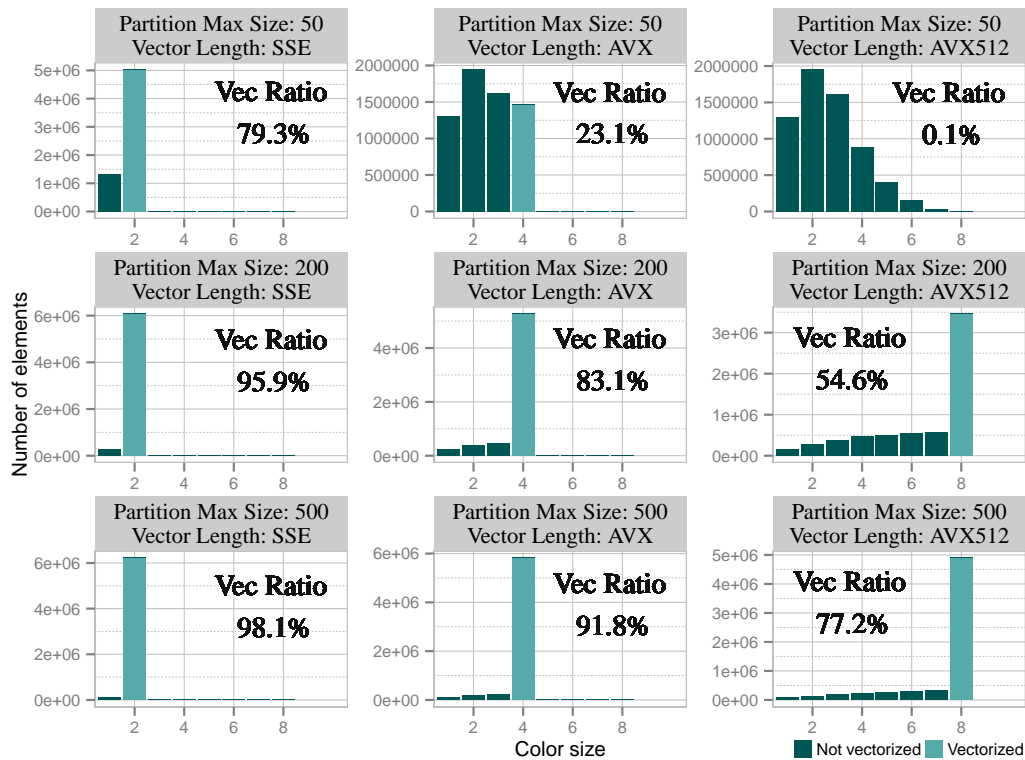 Partition Max Size: 50
Vector Length: SSE
Partition Max Size: 50
Vector Length: AVX
Partition Max Size: 50
Vector Length: AVX512
5e+06
4e+06
3e+06
2e+06
1e+06
0e+00
Vec Ratio
79.3%
2 4 6 8
2000000
1500000
1000000
500000
0
Vec Ratio
23.1%
2 4 6 8
2000000
1500000
1000000
500000
0
Vec Ratio
0.1%
2 4 6 8
Number of elements
Partition Max Size: 200
Vector Length: SSE
Partition Max Size: 200
Vector Length: AVX
Partition Max Size: 200
Vector Length: AVX512
6e+06
4e+06
2e+06
0e+00
Vec Ratio
95.9%
2 4 6 8
4e+06
2e+06
0e+00
Vec Ratio
83.1%
2 4 6 8
3e+06
2e+06
1e+06
0e+00
Vec Ratio
54.6%
2 4 6 8
Partition Max Size: 500
Vector Length: SSE
Partition Max Size: 500
Vector Length: AVX
Partition Max Size: 500
Vector Length: AVX512
6e+06
4e+06
2e+06
0e+00
Vec Ratio
98.1%
2 4 6 8
6e+06
4e+06
2e+06
0e+00
Vec Ratio
91.8%
2 4 6 8
5e+06
4e+06
3e+06
2e+06
1e+06
0e+00
Vec Ratio
77.2%
2 4 6 8
Color size
Not vectorized Vectorized